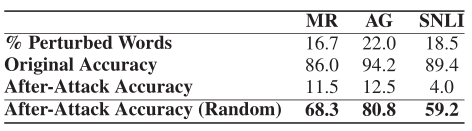 MR AG SNLI
% Perturbed Words 16.7 22.0 18.5
Original Accuracy 86.0 94.2 89.4
After-Attack Accuracy 11.5 12.5 4.0
After-Attack Accuracy (Random) 68.3 80.8 59.2